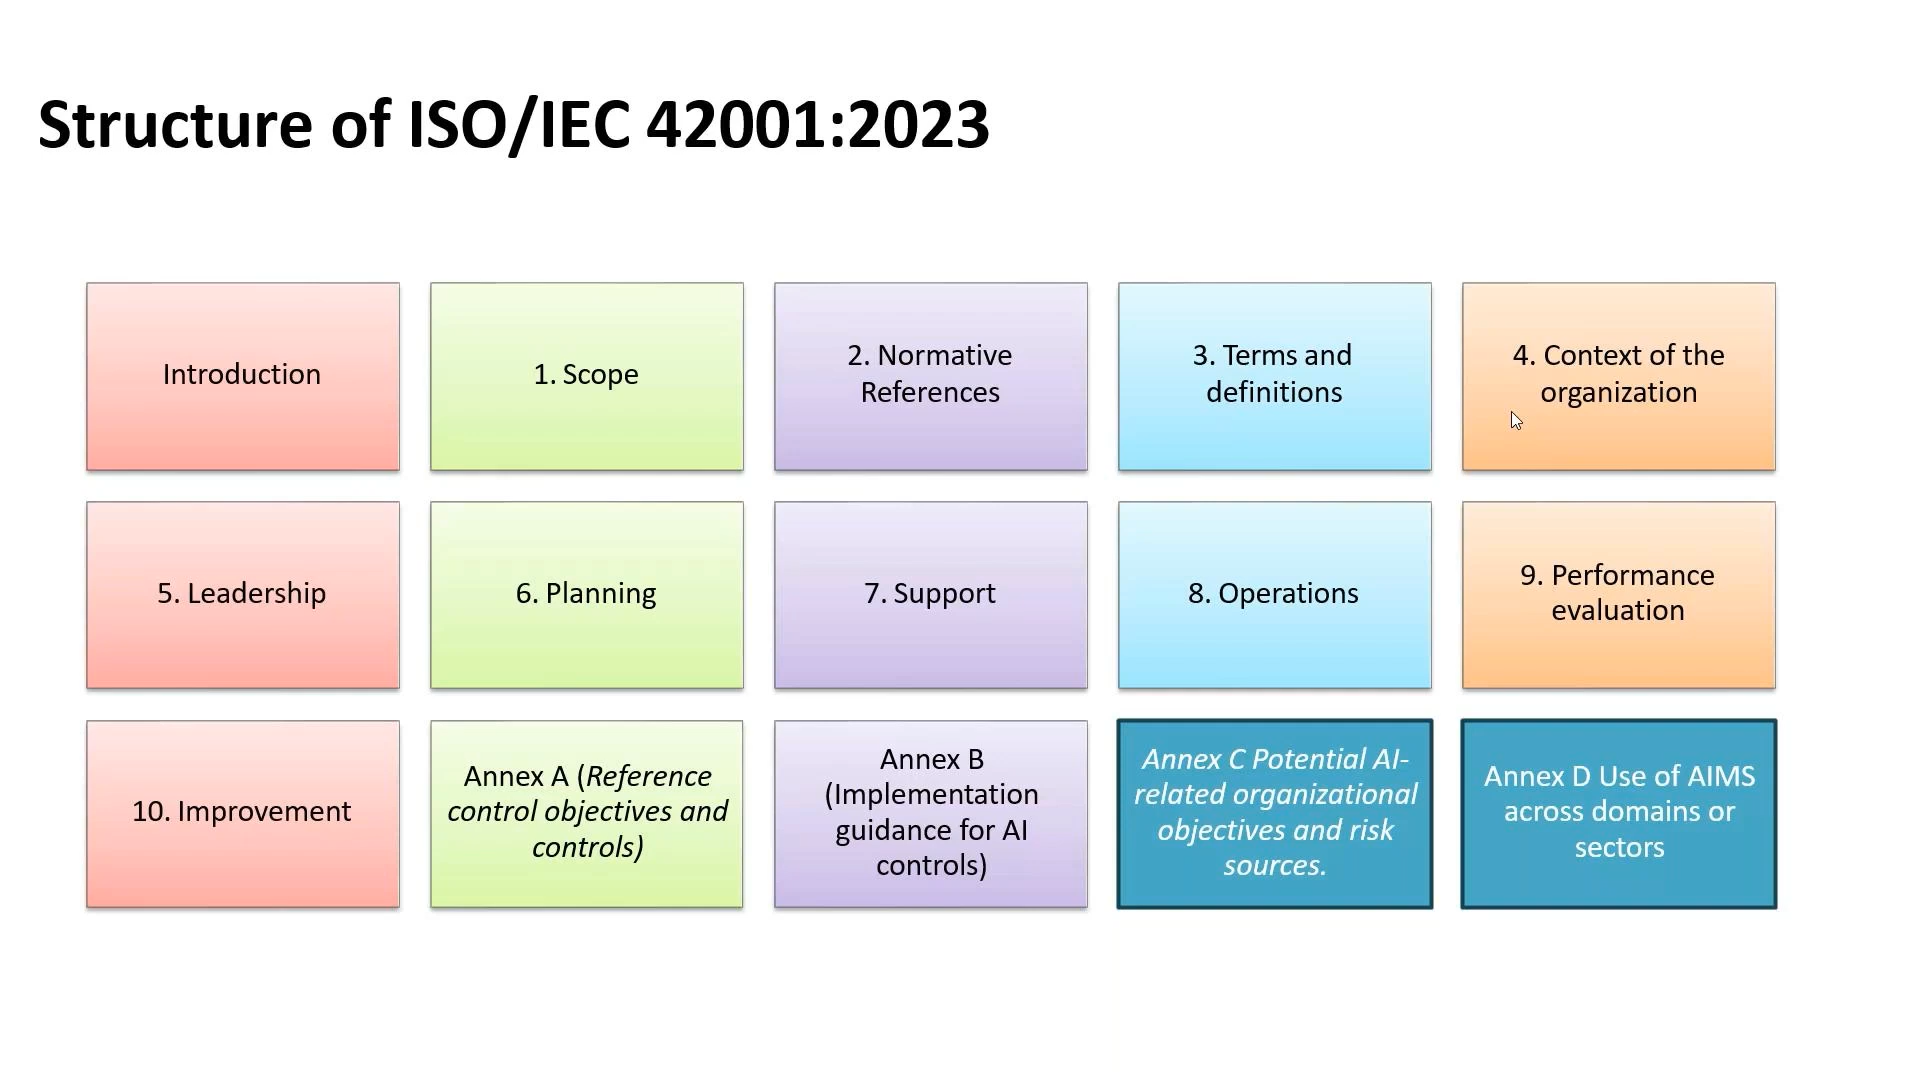 Structure of ISO/IEC 42001:2023
Introduction
1. Scope
2. Normative
References
3. Terms and
definitions
4. Context of the
organization
5. Leadership
6. Planning
7. Support
8. Operations
9. Performance
evaluation
10. Improvement
Annex A (Reference
control objectives and
controls)
Annex B
(Implementation
guidance for AI
controls)
Annex C Potential AI-
related organizational
objectives and risk
sources.
Annex D Use of AIMS
across domains or
sectors